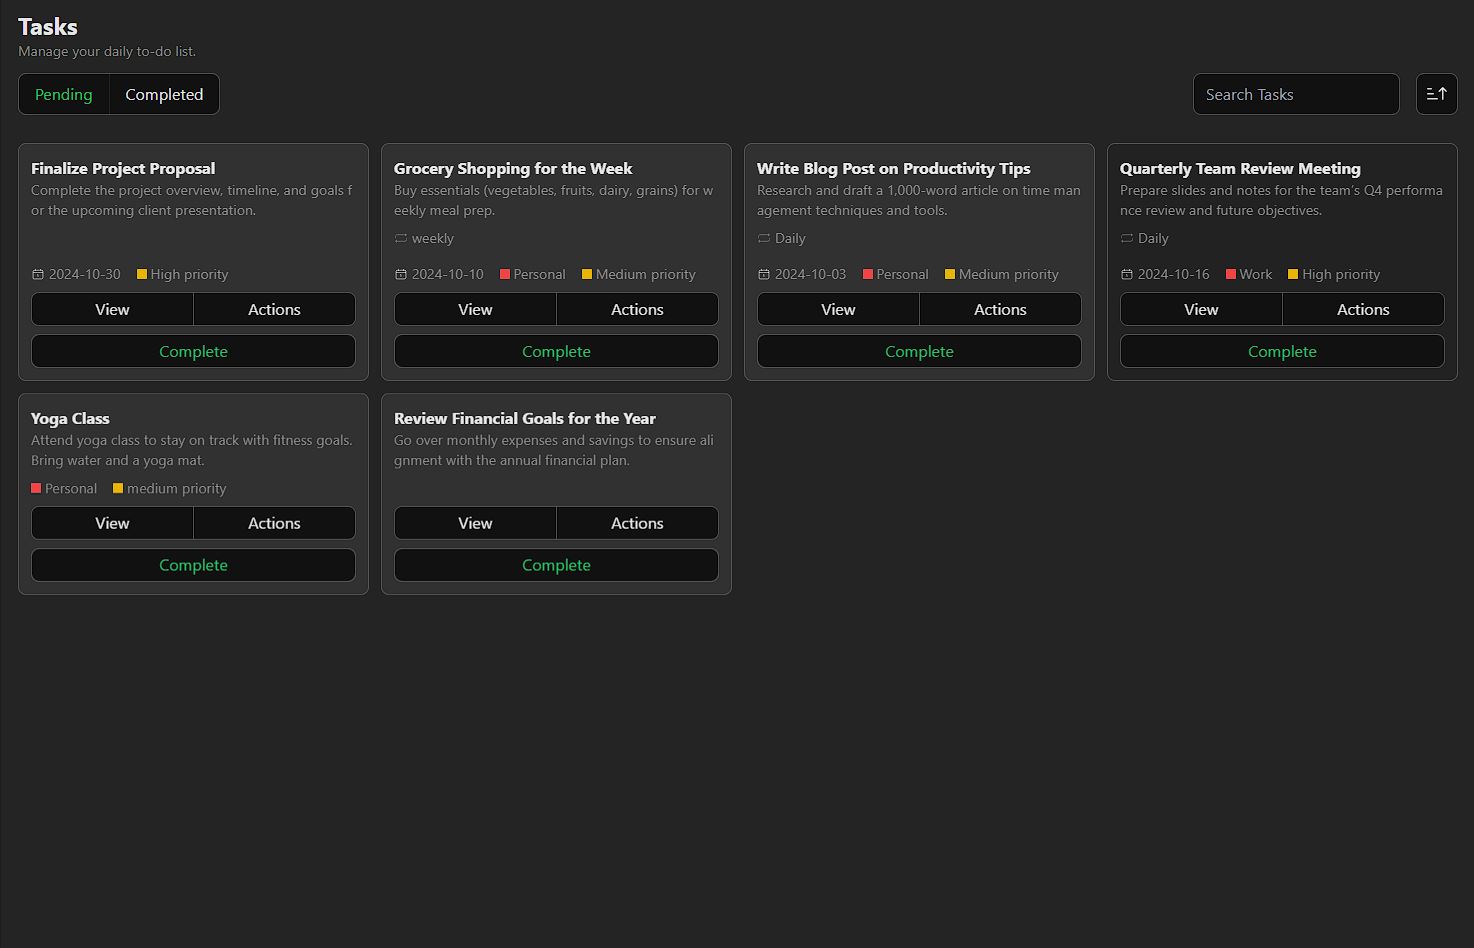 Tasks
Manage your daily to-do list.
Pending Completed
Search Tasks
Finalize Project Proposal
Complete the project overview, timeline, and goals f
or the upcoming client presentation.
2024-10-30 High priority
View Actions
Complete
Grocery Shopping for the Week
Buy essentials (vegetables, fruits, dairy, grains) for w
eekly meal prep.
weekly
2024-10-10 Personal Medium priority
View Actions
Complete
Write Blog Post on Productivity Tips
Research and draft a 1,000-word article on time man
agement techniques and tools.
Daily
2024-10-03 Personal Medium priority
View Actions
Complete
Quarterly Team Review Meeting
Prepare slides and notes for the team’s Q4 performa
nce review and future objectives.
Daily
2024-10-16 Work High priority
View Actions
Complete
Yoga Class
Attend yoga class to stay on track with fitness goals.
Bring water and a yoga mat.
Personal medium priority
View Actions
Complete
Review Financial Goals for the Year
Go over monthly expenses and savings to ensure ali
gnment with the annual financial plan.
View Actions
Complete